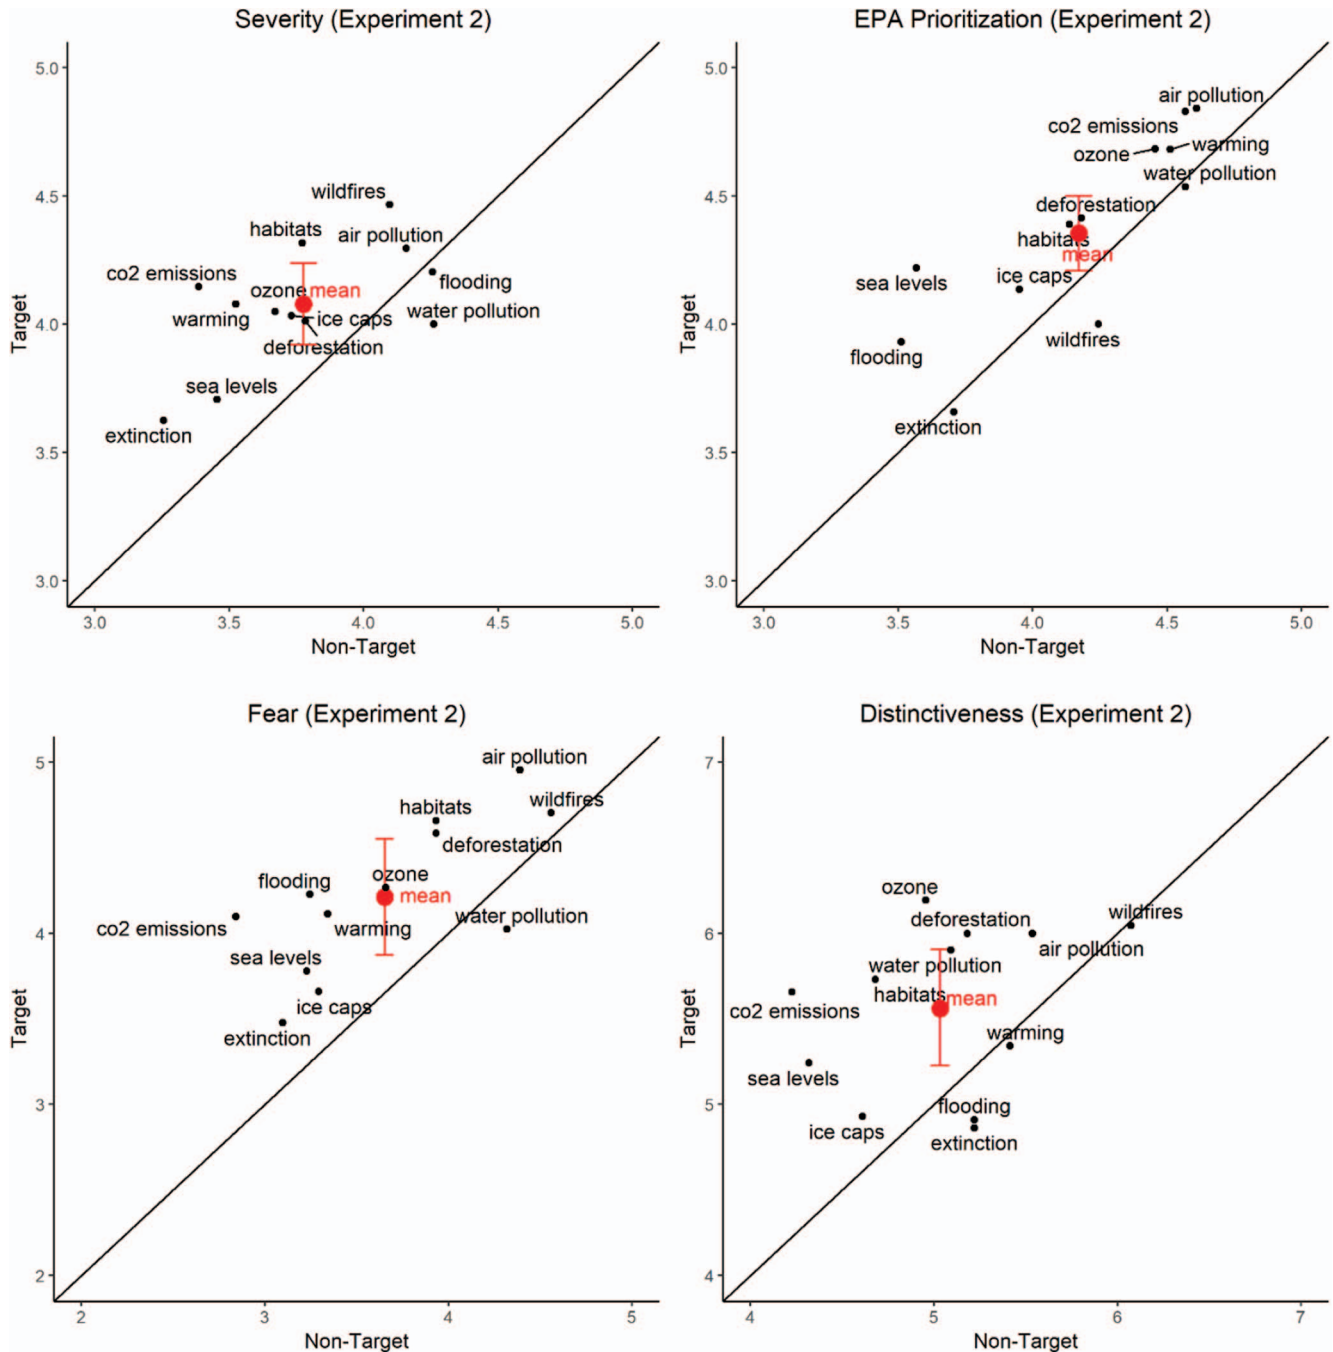 Severity (Experiment 2)
5.0
4.5
4.0
3.5
3.0
Target
wildfires
habitats
air pollution
co2 emissions
ozone
mean
flooding
warming
ice caps
water pollution
deforestation
sea levels
extinction
3.0
3.5
4.0
4.5
5.0
Non-Target
EPA Prioritization (Experiment 2)
5.0
4.5
4.0
3.5
3.0
Target
air pollution
co2 emissions
ozone
warming
water pollution
deforestation
habitats
mean
sea levels
ice caps
flooding
wildfires
extinction
3.0
3.5
4.0
4.5
5.0
Non-Target
Fear (Experiment 2)
5
4
3
2
Target
air pollution
habitats
wildfires
deforestation
flooding
ozone
mean
co2 emissions
warming
water pollution
sea levels
ice caps
extinction
2
3
4
5
Non-Target
Distinctiveness (Experiment 2)
7
6
5
4
Target
ozone
deforestation
wildfires
air pollution
water pollution
habitats
mean
co2 emissions
warming
sea levels
flooding
ice caps
extinction
4
5
6
7
Non-Target